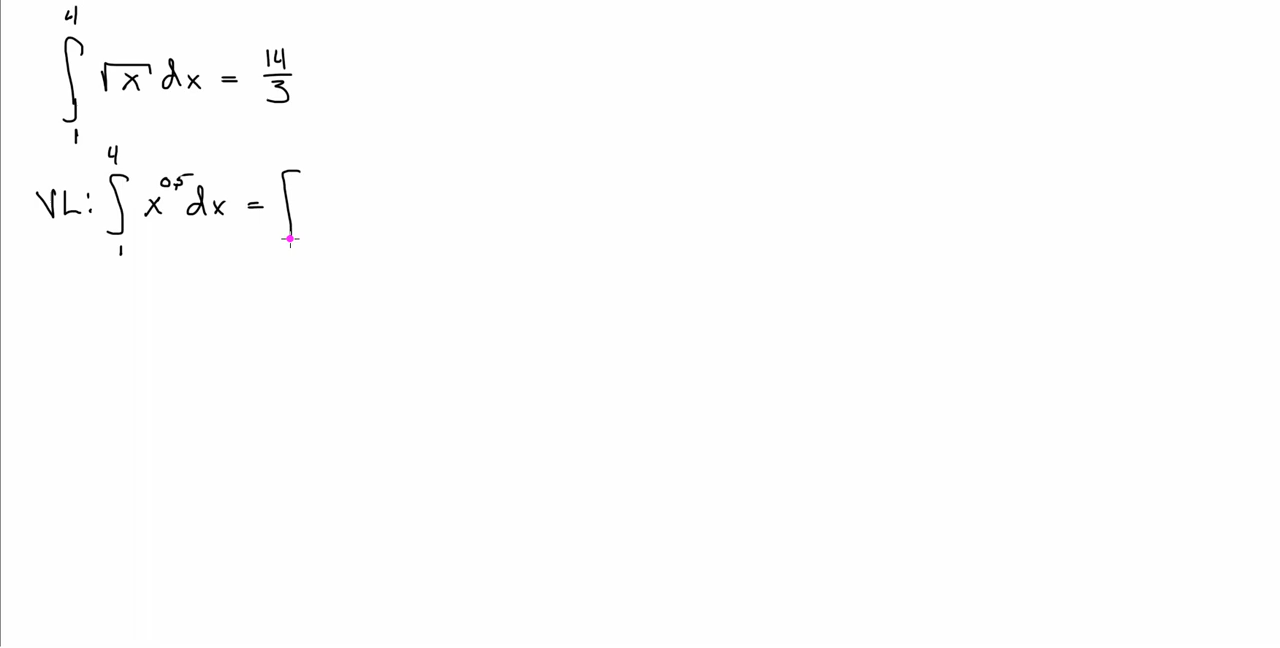 ∫₁⁴ √x dx = 14/3
VL: ∫₁⁴ x^0,5 dx = [